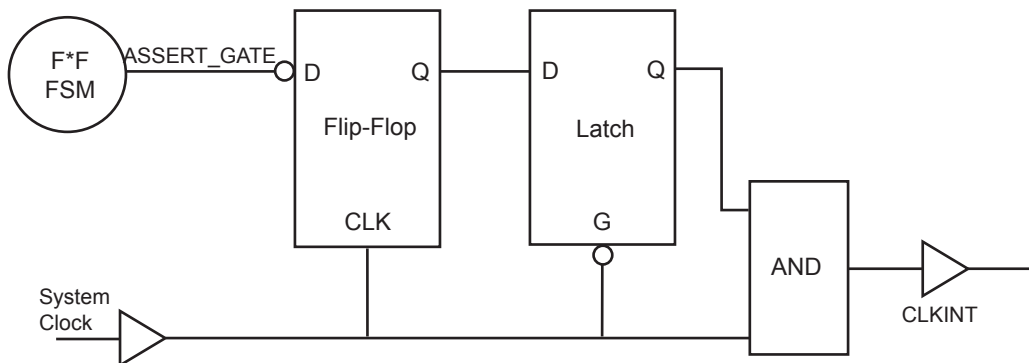 F*F
FSM
ASSERT_GATE
D
Q
Flip-Flop
CLK
D
Q
Latch
G
AND
System
Clock
CLKINT